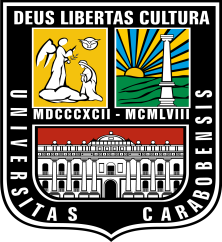 DEUS LIBERTAS CULTURA
MDCCCXCII - MCMLVIII
UNIVERSITAS CARABOBENSIS